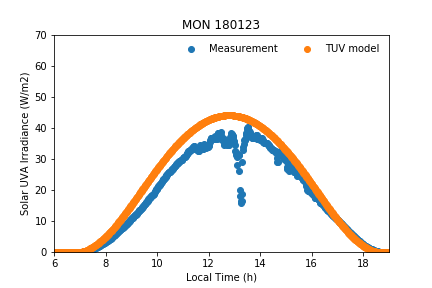 MON 180123
Measurement
TUV model
70
60
50
40
30
20
10
0
Solar UVA Irradiance (W/m2)
6 8 10 12 14 16 18
Local Time (h)